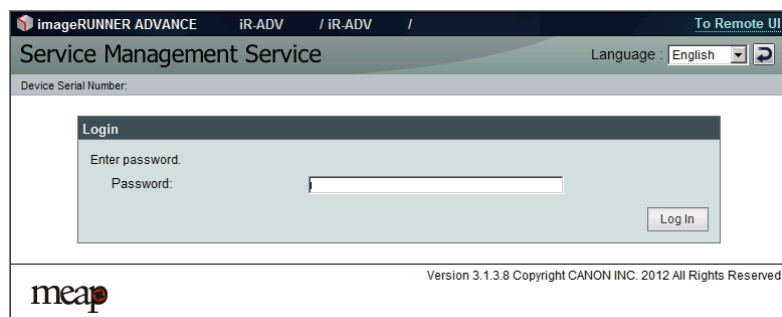 imageRUNNER ADVANCE iR-ADV / iR-ADV /
To Remote UI
Service Management Service
Language : English
Device Serial Number:
Login
Enter password.
Password:
Log In
Version 3.1.3.8 Copyright CANON INC. 2012 All Rights Reserved
meap